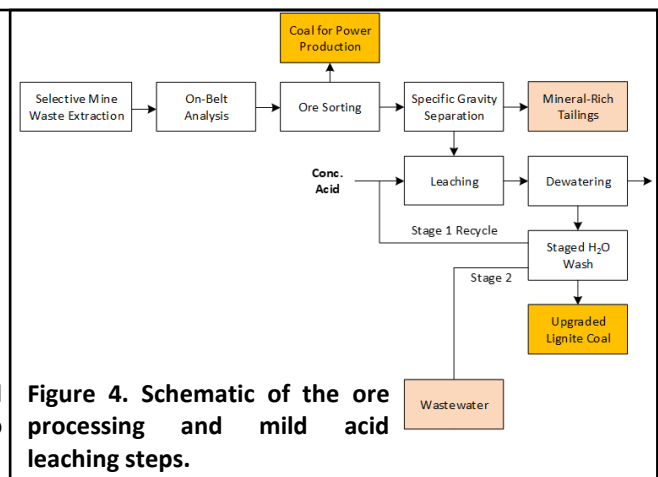 Coal for Power
Production
Selective Mine
Waste Extraction
On-Belt
Analysis
Ore Sorting
Specific Gravity
Separation
Mineral-Rich
Tailings
Conc.
Acid
Leaching
Dewatering
Stage 1 Recycle
Staged H₂O
Wash
Stage 2
Upgraded
Lignite Coal
Wastewater
Figure 4. Schematic of the ore
processing and mild acid
leaching steps.